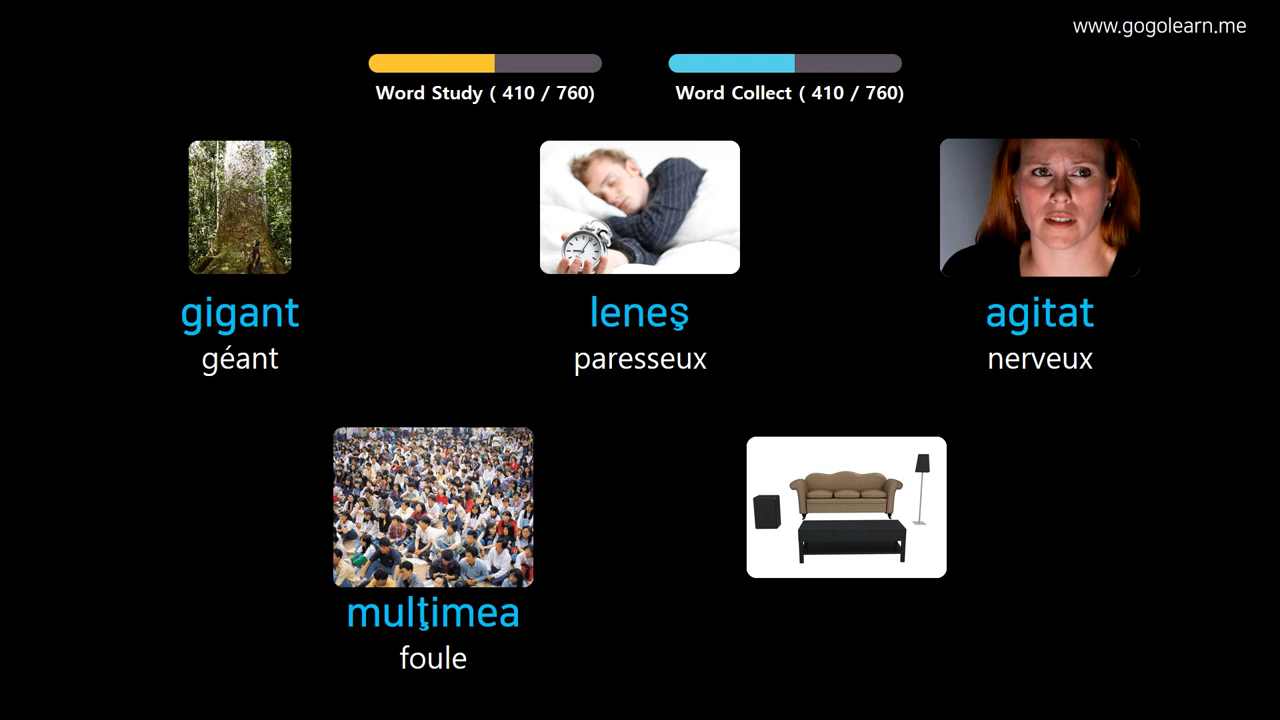 www.gogolearn.me
Word Study ( 410 / 760)
Word Collect ( 410 / 760)
gigant
géant
leneş
paresseux
agitat
nerveux
mulţimea
foule